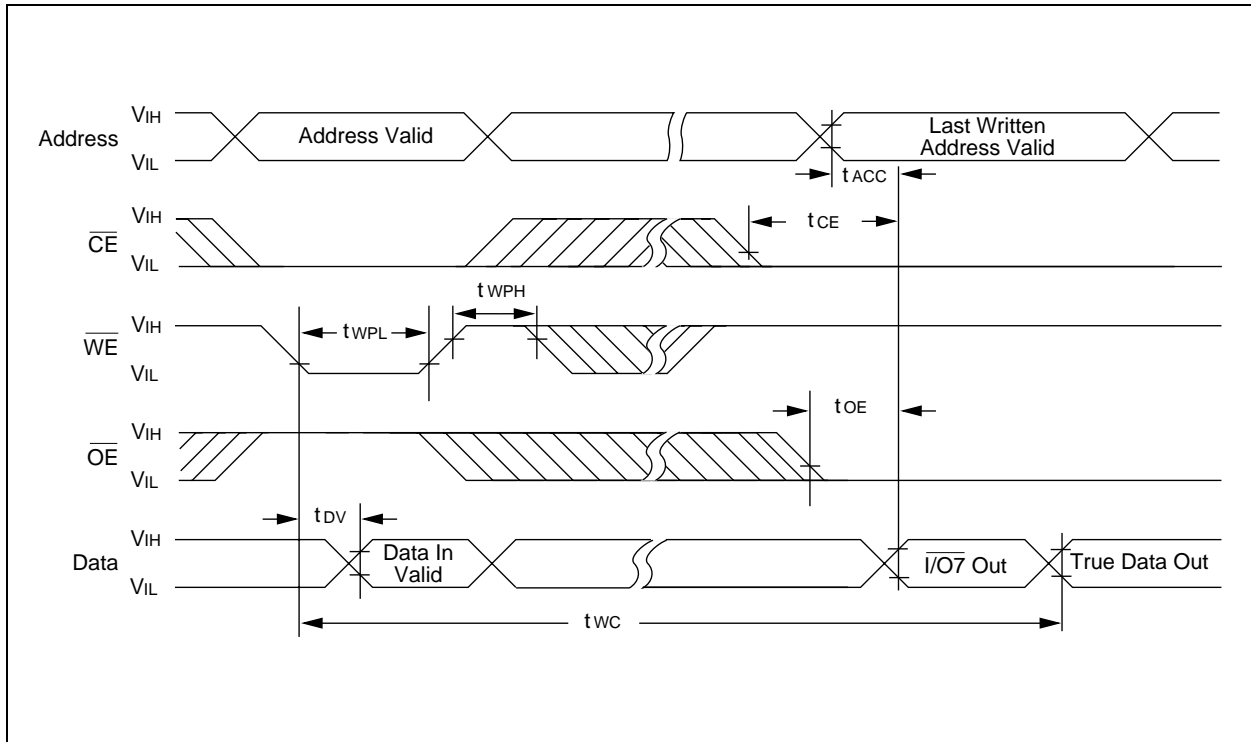 Address
VIH
VIL
Address Valid
Last Written
Address Valid
tACC
CE
VIH
VIL
tCE
WE
VIH
VIL
tWPL
tWPH
OE
VIH
VIL
tOE
Data
VIH
VIL
tDV
Data In
Valid
I/O7 Out
True Data Out
tWC